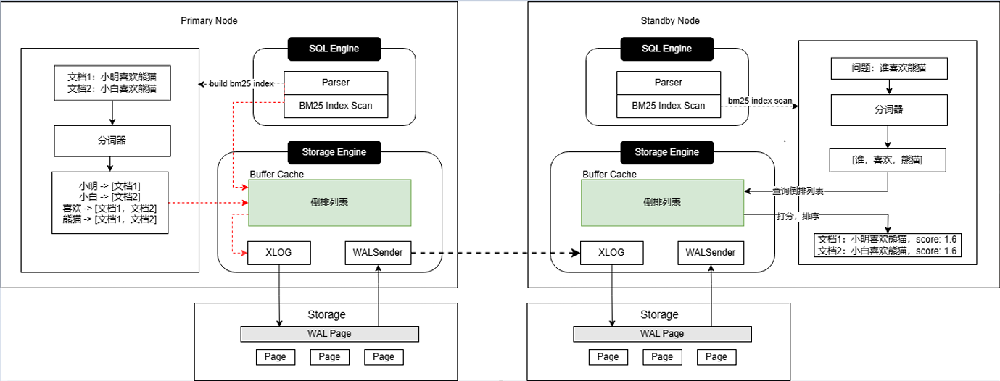 Primary Node
SQL Engine
Parser
BM25 Index Scan
build bm25 index
文档1：小明喜欢熊猫
文档2：小白喜欢熊猫
分词器
小明 -> [文档1]
小白 -> [文档2]
喜欢 -> [文档1，文档2]
熊猫 -> [文档1，文档2]
Storage Engine
Buffer Cache
倒排列表
XLOG
WALSender
Storage
WAL Page
Page
Page
Page
Standby Node
SQL Engine
Parser
BM25 Index Scan
bm25 index scan
问题：谁喜欢熊猫
分词器
[谁，喜欢，熊猫]
Storage Engine
Buffer Cache
倒排列表
查询倒排列表
打分，排序
文档1：小明喜欢熊猫，score: 1.6
文档2：小白喜欢熊猫，score: 1.6
XLOG
WALSender
Storage
WAL Page
Page
Page
Page